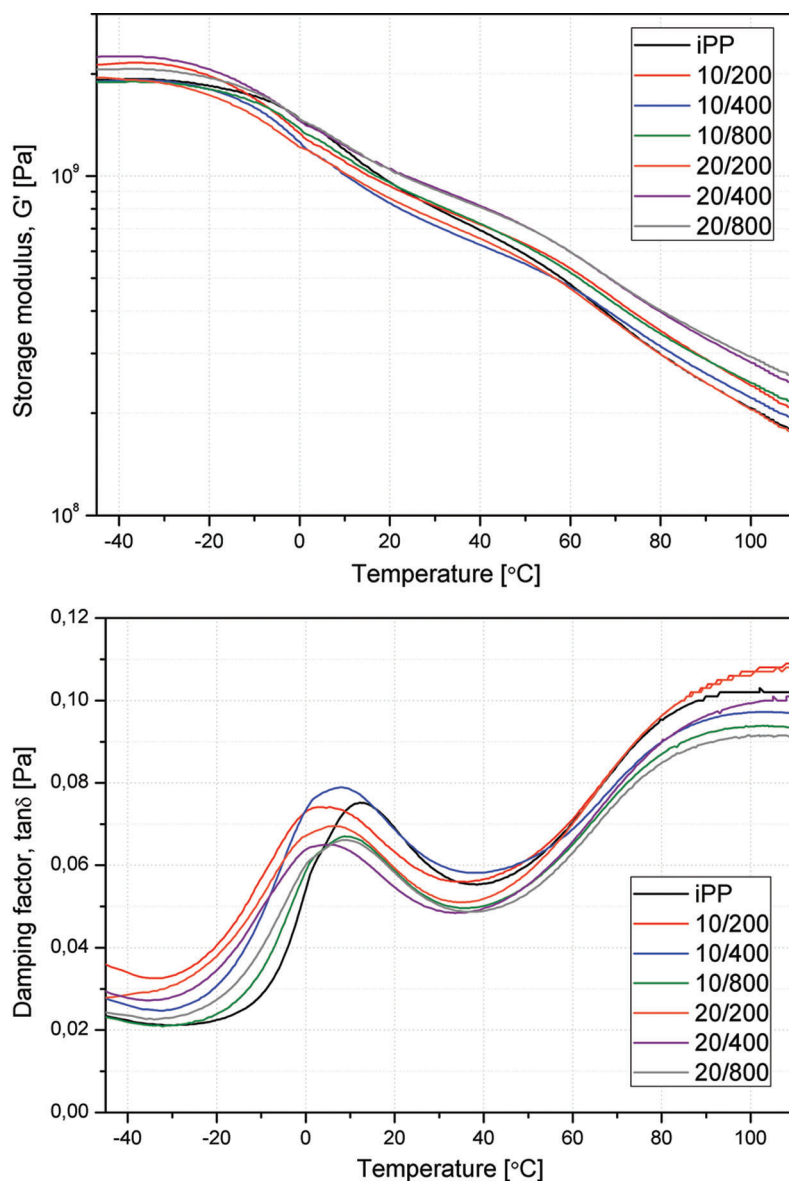 iPP
10/200
10/400
10/800
20/200
20/400
20/800
Storage modulus, G' [Pa]
10⁹
10⁸
-40 -20 0 20 40 60 80 100
Temperature [°C]
Damping factor, tanδ [Pa]
0,12
0,10
0,08
0,06
0,04
0,02
0,00
iPP
10/200
10/400
10/800
20/200
20/400
20/800
-40 -20 0 20 40 60 80 100
Temperature [°C]